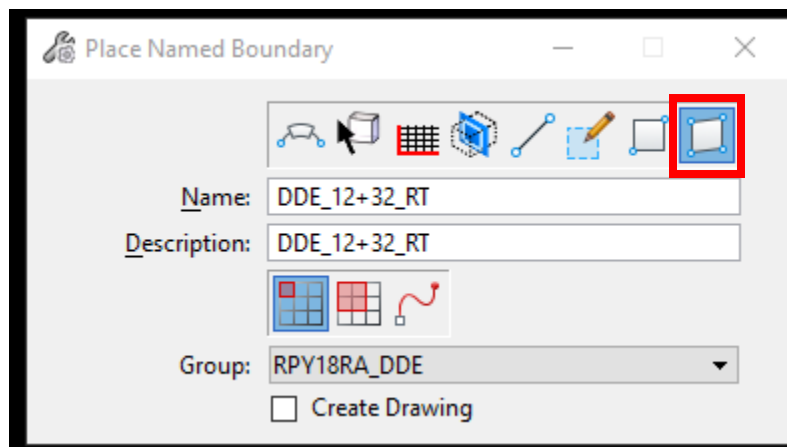 Place Named Boundary
Name: DDE_12+32_RT
Description: DDE_12+32_RT
Group: RPY18RA_DDE
Create Drawing